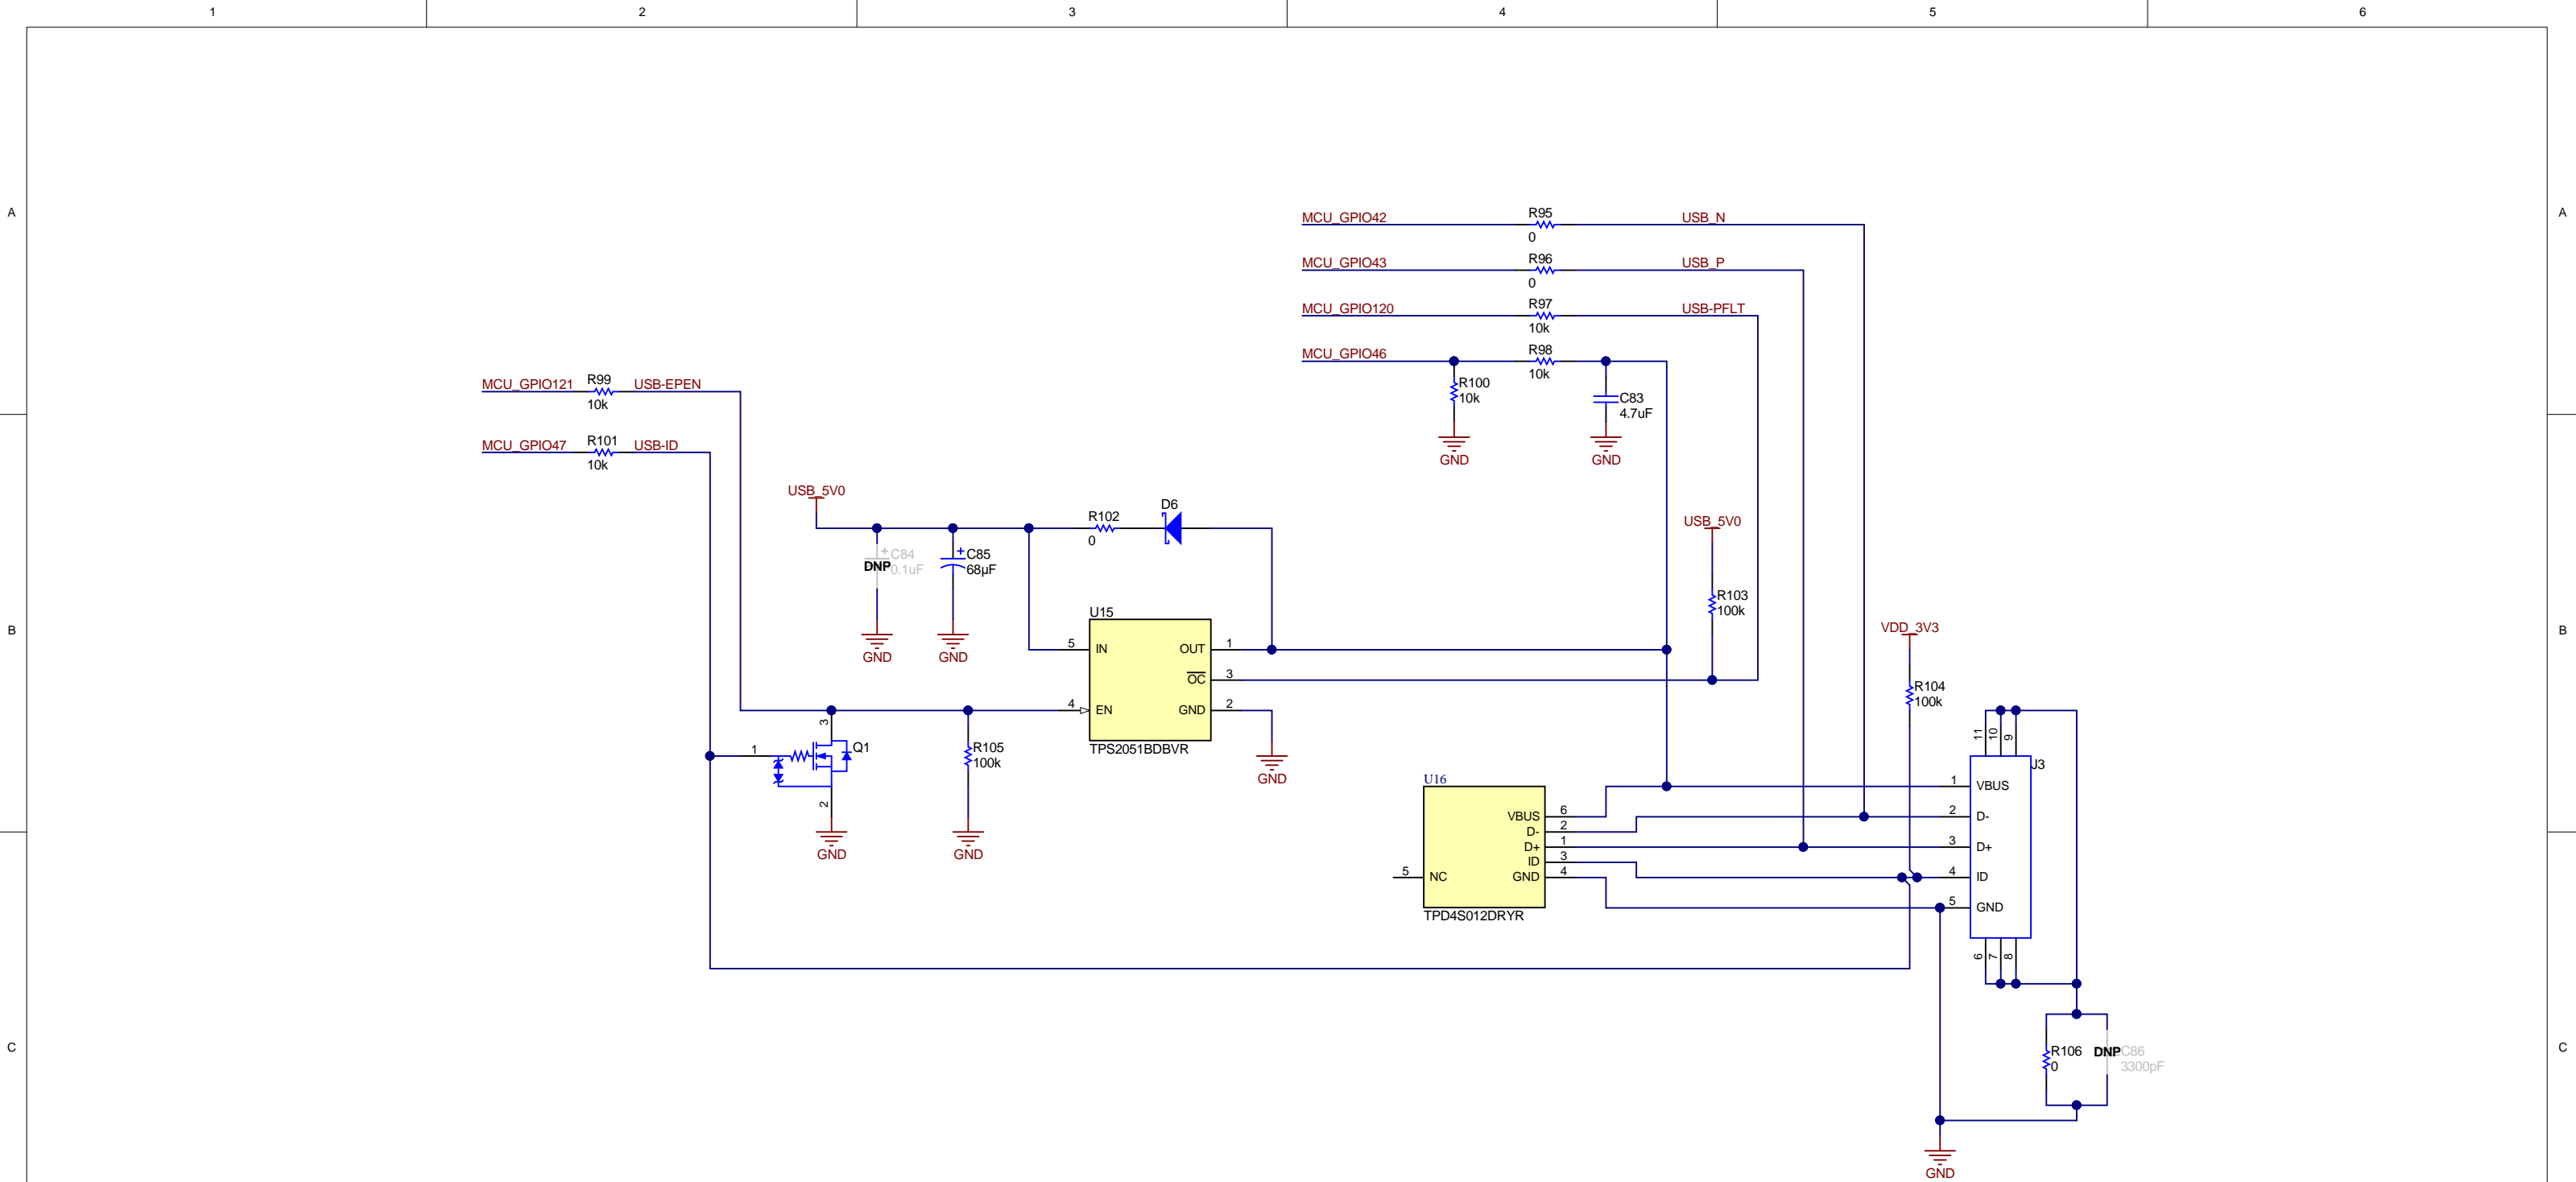 1 2 3 4 5 6
A A
MCU_GPIO42 R95 USB_N
0
MCU_GPIO43 R96 USB_P
0
MCU_GPIO120 R97 USB-PFLT
10k
MCU_GPIO46 R98
10k
R100
10k
C83
4.7uF
GND GND
MCU_GPIO121 R99 USB-EPEN
10k
MCU_GPIO47 R101 USB-ID
10k
USB_5V0
R102
0
D6
+ C84
DNP 0.1uF
+ C85
68µF
GND GND
USB_5V0
R103
100k
B B
U15
5 IN OUT 1
OC 3
4 EN GND 2
TPS2051BDBVR
GND
3
1 Q1
2
GND
R105
100k
GND
VDD_3V3
R104
100k
U16
VBUS 6
D- 2
D+ 1
ID 3
5 NC GND 4
TPD4S012DRYR
11 10 9
J3
1 VBUS
2 D-
3 D+
4 ID
5 GND
6 7 8
C C
R106
0
DNP C86
3300pF
GND